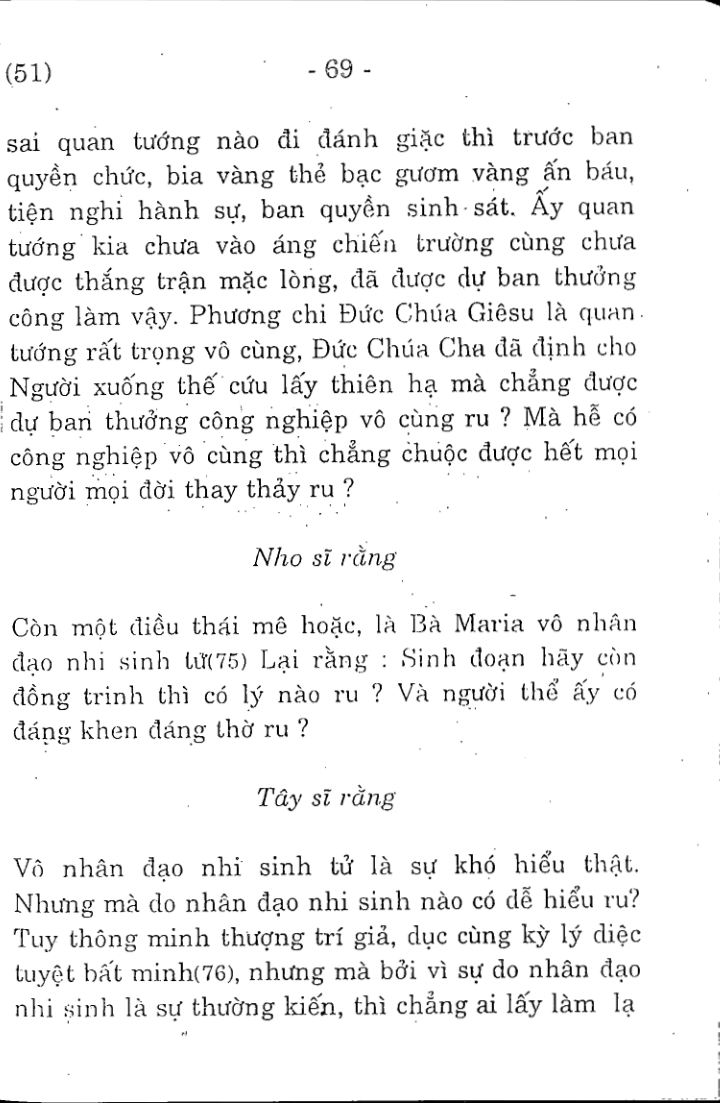 (51)
- 69 -
sai quan tướng nào đi đánh giặc thì trước ban
quyền chức, bia vàng thẻ bạc gươm vàng ấn báu,
tiện nghi hành sự, ban quyền sinh sát. Ấy quan
tướng kia chưa vào áng chiến trường cùng chưa
được thắng trận mặc lòng, đã được dự ban thưởng
công làm vậy. Phương chi Đức Chúa Giêsu là quan
tướng rất trọng vô cùng, Đức Chúa Cha đã định cho
Người xuống thế cứu lấy thiên hạ mà chẳng được
dự ban thưởng công nghiệp vô cùng ru ? Mà hễ có
công nghiệp vô cùng thì chẳng chuộc được hết mọi
người mọi đời thay thảy ru ?
Nho sĩ rằng
Còn một điều thái mê hoặc, là Bà Maria vô nhân
đạo nhi sinh tử(75) Lại rằng : Sinh đoạn hãy còn
đồng trinh thì có lý nào ru ? Và người thể ấy có
đáng khen đáng thờ ru ?
Tây sĩ rằng
Vô nhân đạo nhi sinh tử là sự khó hiểu thật.
Nhưng mà do nhân đạo nhi sinh nào có dễ hiểu ru?
Tuy thông minh thượng trí giả, dục cùng kỳ lý diệc
tuyệt bất minh(76), nhưng mà bởi vì sự do nhân đạo
nhi sinh là sự thường kiến, thì chẳng ai lấy làm lạ